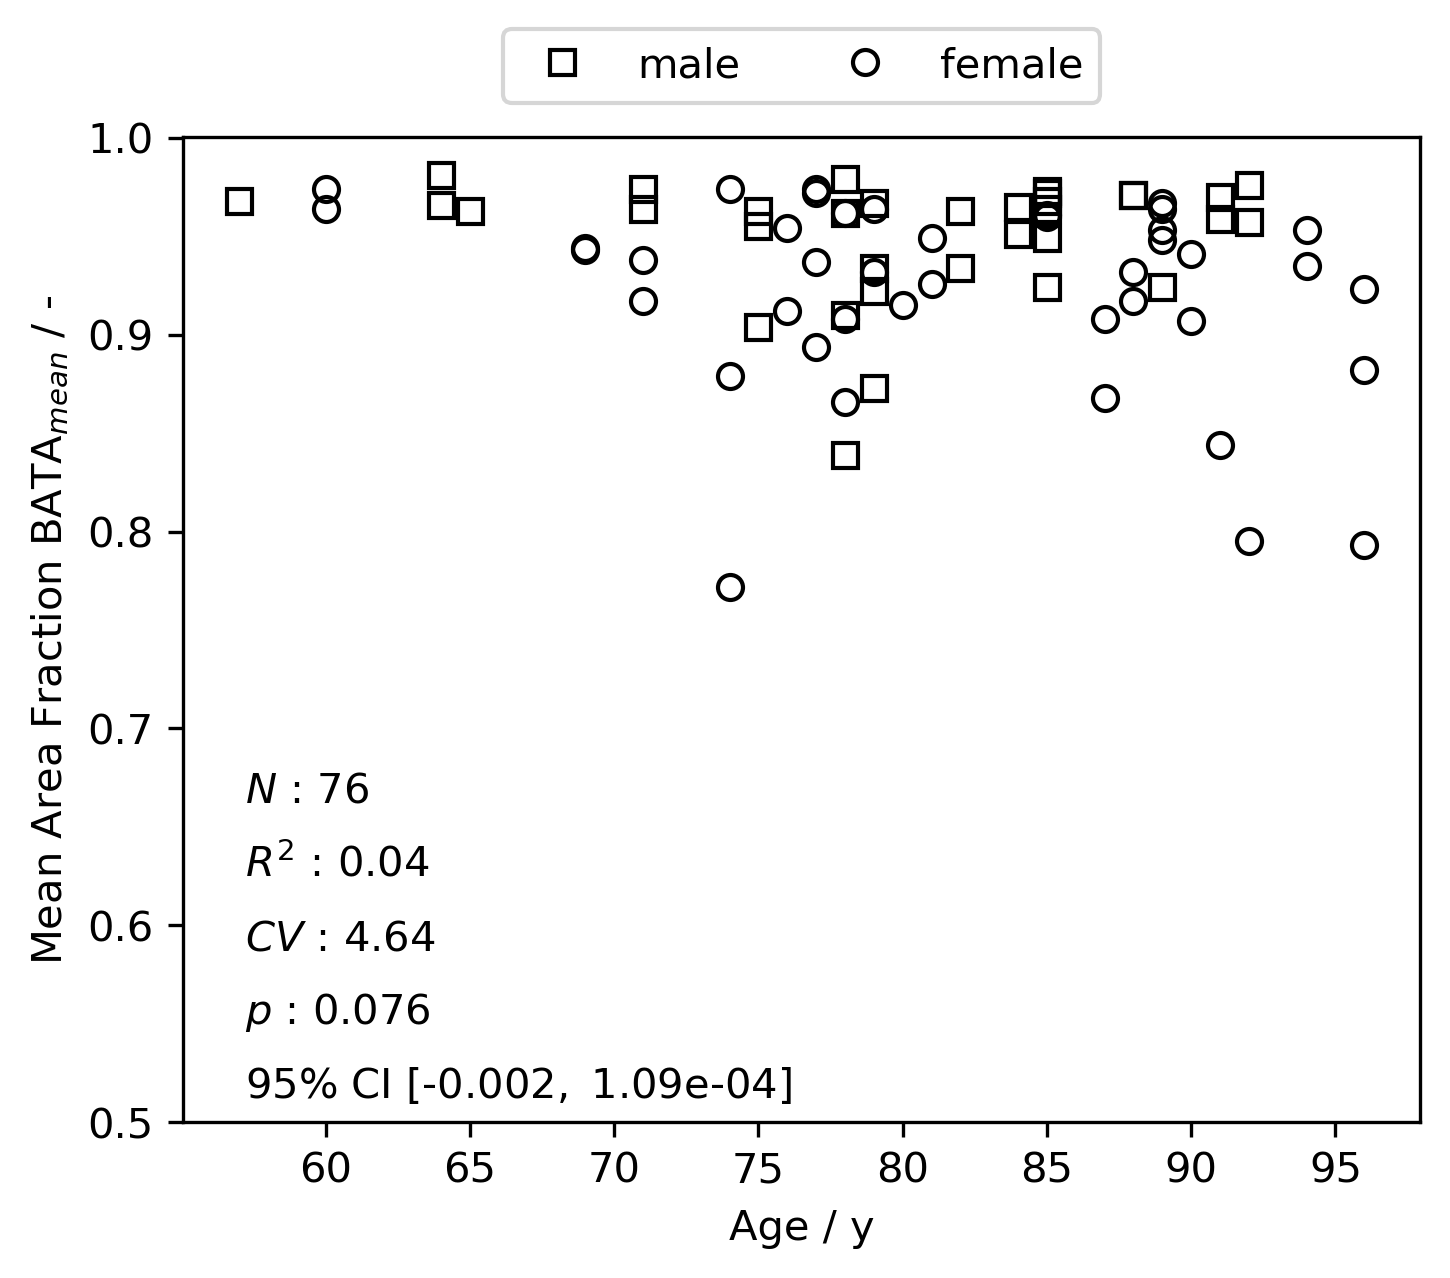 male female
1.0
0.9
0.8
0.7
0.6
0.5
Mean Area Fraction BATAmean / -
N : 76
R² : 0.04
CV : 4.64
p : 0.076
95% CI [-0.002, 1.09e-04]
60 65 70 75 80 85 90 95
Age / y